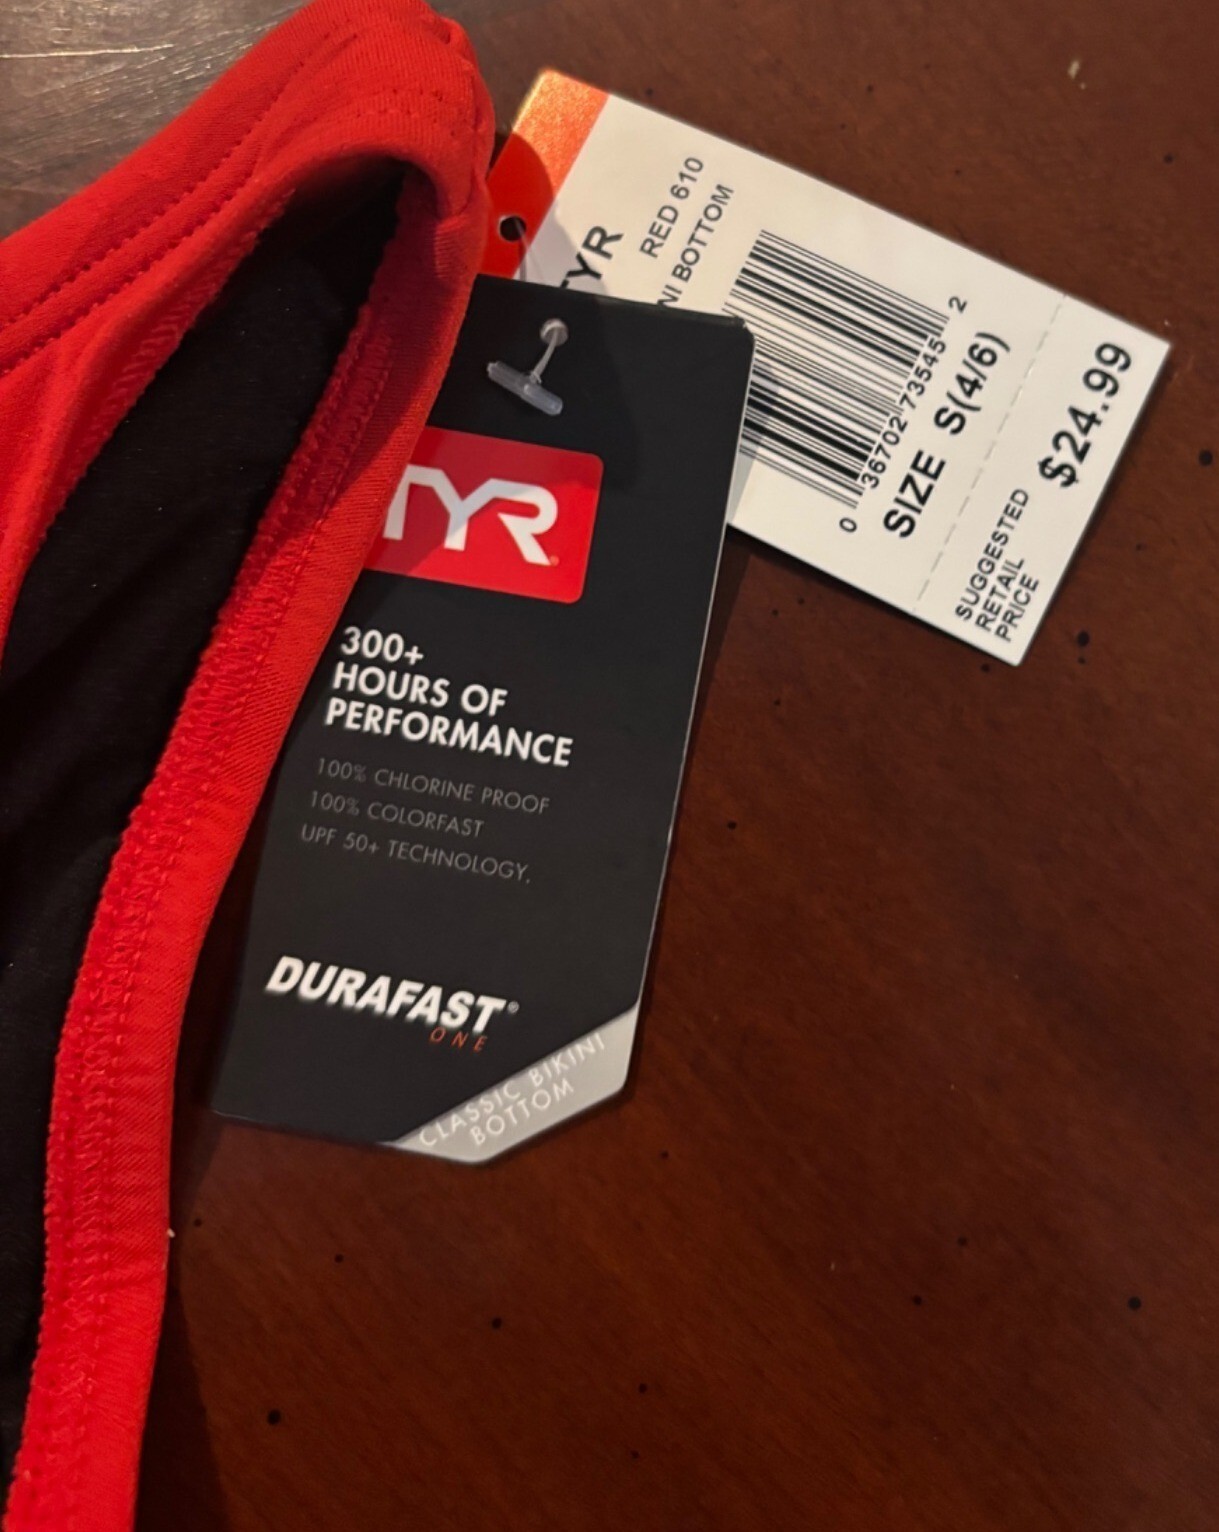 TYR
RED 610
NI BOTTOM
0 36702 73545 2
SIZE S(4/6)
SUGGESTED
RETAIL
PRICE
$24.99
TYR
300+
HOURS OF
PERFORMANCE
100% CHLORINE PROOF
100% COLORFAST
UPF 50+ TECHNOLOGY.
DURAFAST®
ONE
CLASSIC BIKINI
BOTTOM